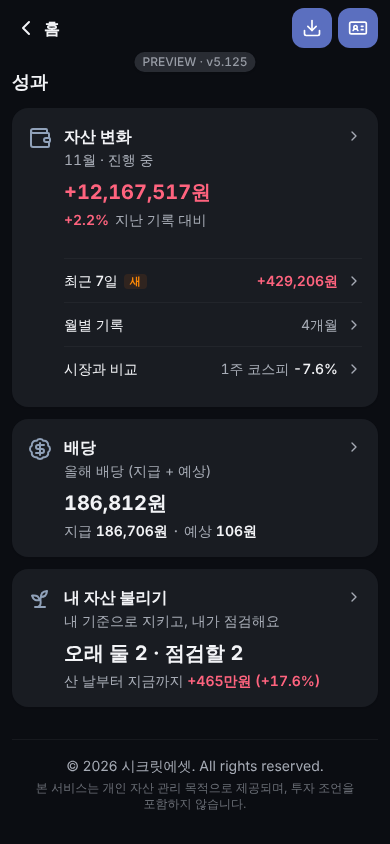 홈
PREVIEW · v5.125
성과
자산 변화
11월 · 진행 중
+12,167,517원
+2.2% 지난 기록 대비
최근 7일 새 +429,206원
월별 기록 4개월
시장과 비교 1주 코스피 -7.6%
배당
올해 배당 (지급 + 예상)
186,812원
지급 186,706원 · 예상 106원
내 자산 불리기
내 기준으로 지키고, 내가 점검해요
오래 둘 2 · 점검할 2
산 날부터 지금까지 +465만원 (+17.6%)
© 2026 시크릿에셋. All rights reserved.
본 서비스는 개인 자산 관리 목적으로 제공되며, 투자 조언을
포함하지 않습니다.